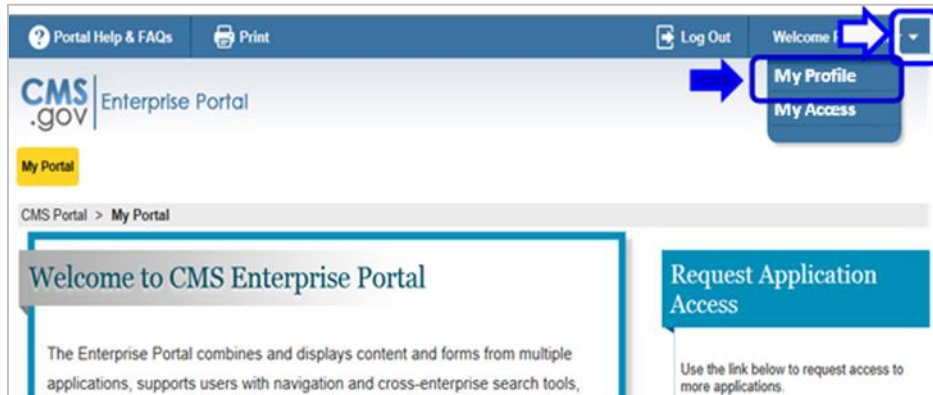 Portal Help & FAQs Print Log Out Welcome
My Profile
My Access
CMS
.gov
Enterprise Portal
My Portal
CMS Portal > My Portal
Welcome to CMS Enterprise Portal
The Enterprise Portal combines and displays content and forms from multiple
applications, supports users with navigation and cross-enterprise search tools,
Request Application
Access
Use the link below to request access to
more applications.